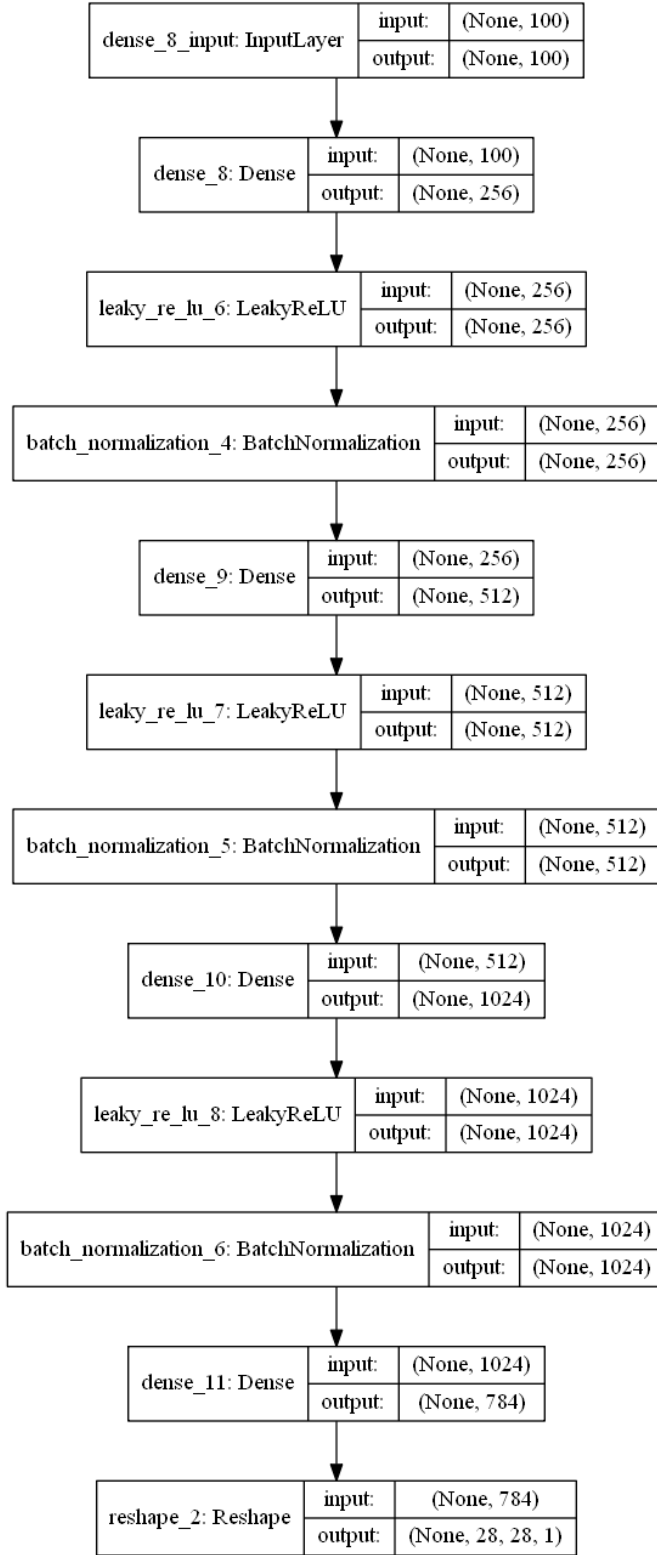 dense_8_input: InputLayer
input: (None, 100)
output: (None, 100)
dense_8: Dense
input: (None, 100)
output: (None, 256)
leaky_re_lu_6: LeakyReLU
input: (None, 256)
output: (None, 256)
batch_normalization_4: BatchNormalization
input: (None, 256)
output: (None, 256)
dense_9: Dense
input: (None, 256)
output: (None, 512)
leaky_re_lu_7: LeakyReLU
input: (None, 512)
output: (None, 512)
batch_normalization_5: BatchNormalization
input: (None, 512)
output: (None, 512)
dense_10: Dense
input: (None, 512)
output: (None, 1024)
leaky_re_lu_8: LeakyReLU
input: (None, 1024)
output: (None, 1024)
batch_normalization_6: BatchNormalization
input: (None, 1024)
output: (None, 1024)
dense_11: Dense
input: (None, 1024)
output: (None, 784)
reshape_2: Reshape
input: (None, 784)
output: (None, 28, 28, 1)